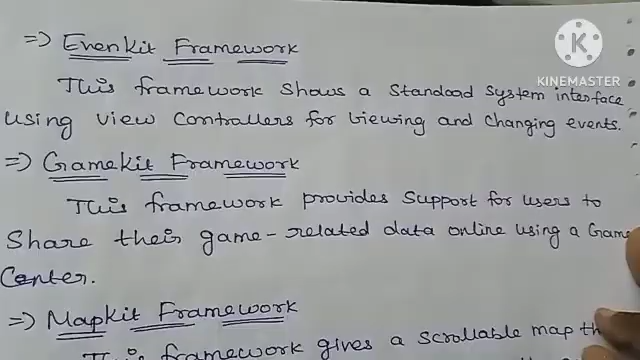 => EvenKit Framework
K
KINEMASTER
This framework shows a Standard System interface
using view controllers for viewing and changing events.
=> GameKit Framework
This framework provides Support for users to
Share their game-related data online using a Game
Center.
=> MapKit Framework
This framework gives a scrollable map th